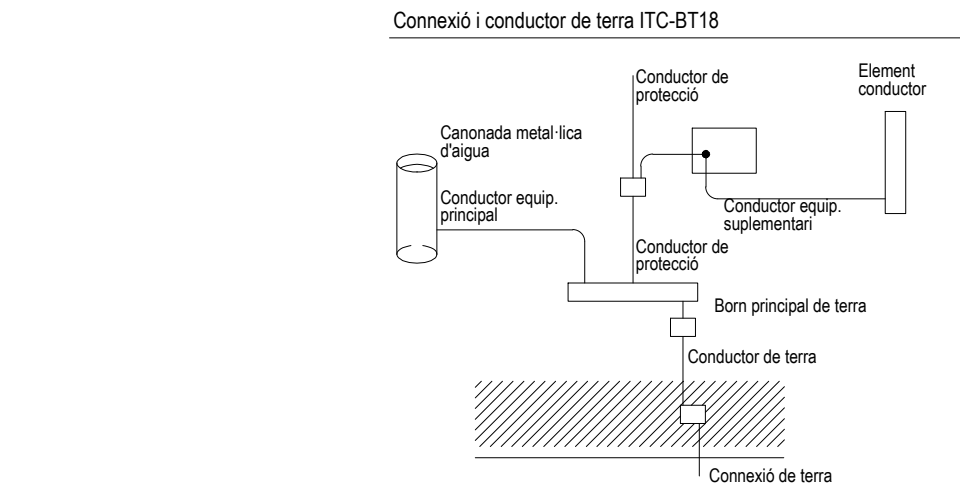 Connexió i conductor de terra ITC-BT18
Conductor de
protecció
Element
conductor
Canonada metal·lica
d'aigua
Conductor equip.
principal
Conductor equip.
suplementari
Conductor de
protecció
Born principal de terra
Conductor de terra
Connexió de terra